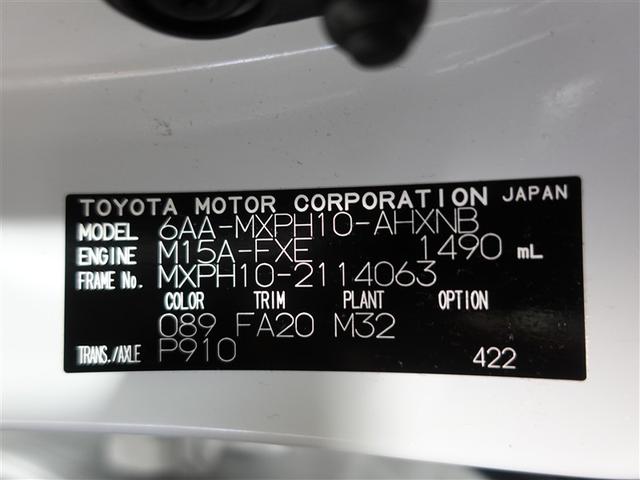 TOYOTA MOTOR CORPORATION JAPAN
MODEL 6AA-MXPH10-AHXNB
ENGINE M15A-FXE 1490 mL
FRAME No. MXPH10-2114063
COLOR TRIM PLANT OPTION
089 FA20 M32
TRANS./AXLE P910 422